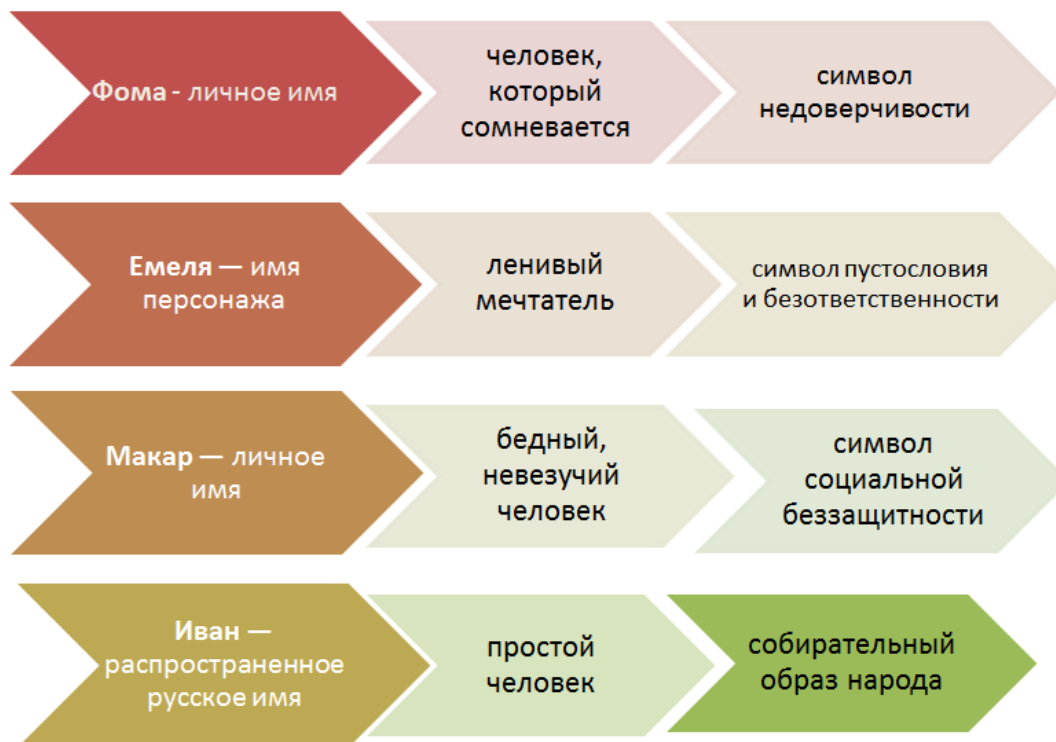 Фома - личное имя
человек,
который
сомневается
символ
недоверчивости
Емеля — имя
персонажа
ленивый
мечтатель
символ пустословия
и безответственности
Макар — личное
имя
бедный,
невезучий
человек
символ
социальной
беззащитности
Иван —
распространенное
русское имя
простой
человек
собирательный
образ народа